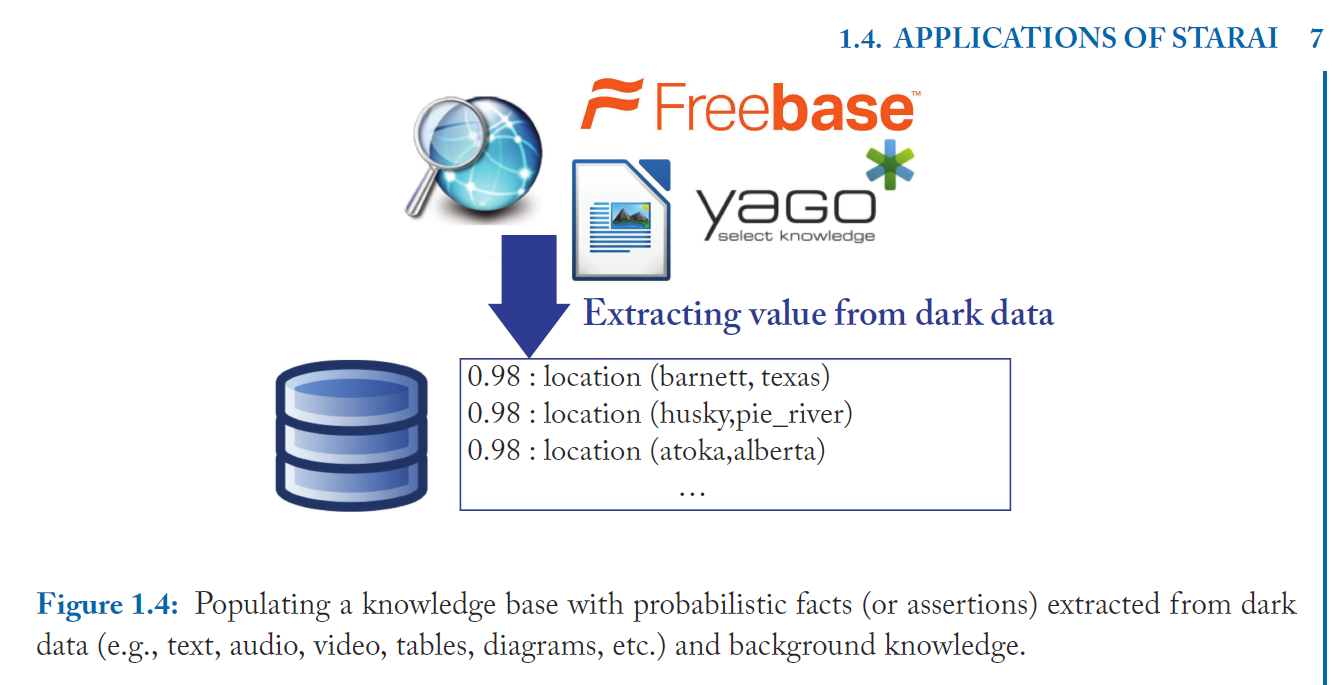 1.4. APPLICATIONS OF STARAI 7
Freebase™
yago
select knowledge
Extracting value from dark data
0.98 : location (barnett, texas)
0.98 : location (husky,pie_river)
0.98 : location (atoka,alberta)
…
Figure 1.4: Populating a knowledge base with probabilistic facts (or assertions) extracted from dark
data (e.g., text, audio, video, tables, diagrams, etc.) and background knowledge.